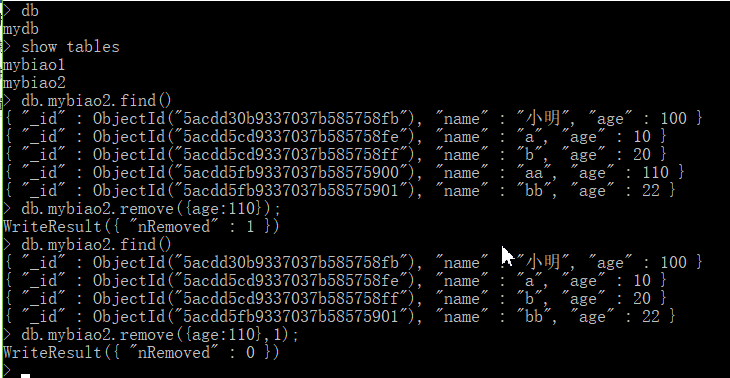 > db
mydb
> show tables
mybiao1
mybiao2
> db.mybiao2.find()
{ "_id" : ObjectId("5acdd30b9337037b585758fb"), "name" : "小明", "age" : 100 }
{ "_id" : ObjectId("5acdd5cd9337037b585758fe"), "name" : "a", "age" : 10 }
{ "_id" : ObjectId("5acdd5cd9337037b585758ff"), "name" : "b", "age" : 20 }
{ "_id" : ObjectId("5acdd5fb9337037b58575900"), "name" : "aa", "age" : 110 }
{ "_id" : ObjectId("5acdd5fb9337037b58575901"), "name" : "bb", "age" : 22 }
> db.mybiao2.remove({age:110});
WriteResult({ "nRemoved" : 1 })
> db.mybiao2.find()
{ "_id" : ObjectId("5acdd30b9337037b585758fb"), "name" : "小明", "age" : 100 }
{ "_id" : ObjectId("5acdd5cd9337037b585758fe"), "name" : "a", "age" : 10 }
{ "_id" : ObjectId("5acdd5cd9337037b585758ff"), "name" : "b", "age" : 20 }
{ "_id" : ObjectId("5acdd5fb9337037b58575901"), "name" : "bb", "age" : 22 }
> db.mybiao2.remove({age:110},1);
WriteResult({ "nRemoved" : 0 })
>